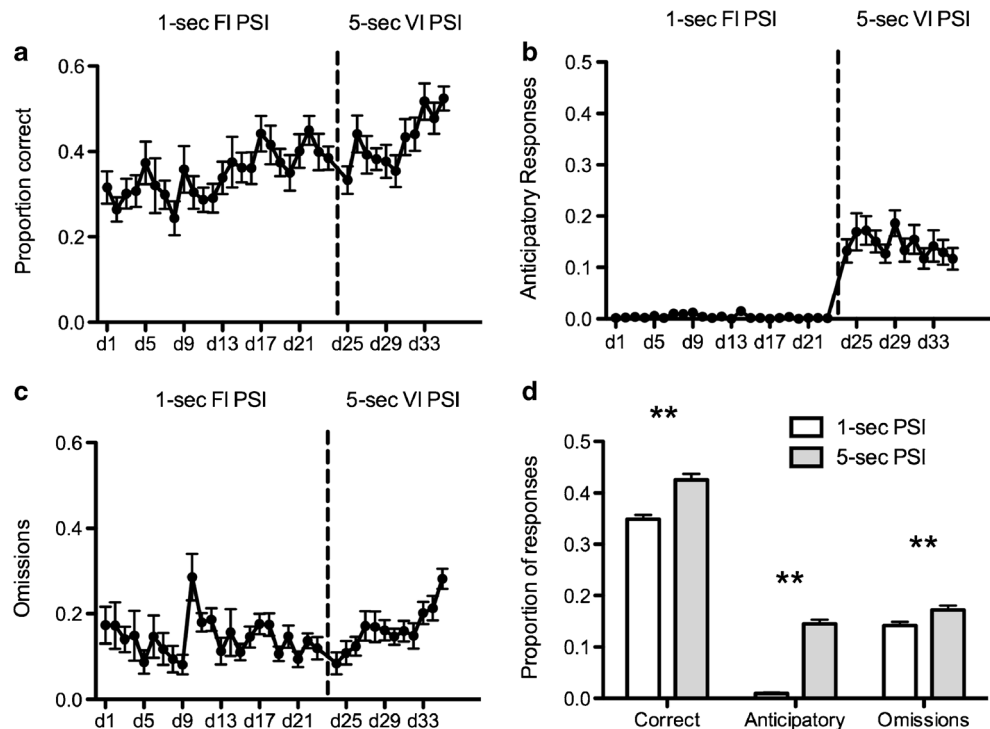 a
1-sec FI PSI 5-sec VI PSI
Proportion correct
0.6
0.4
0.2
0.0
d1 d5 d9 d13 d17 d21 d25 d29 d33
b
1-sec FI PSI 5-sec VI PSI
Anticipatory Responses
0.5
0.4
0.3
0.2
0.1
0.0
d1 d5 d9 d13 d17 d21 d25 d29 d33
c
1-sec FI PSI 5-sec VI PSI
Omissions
0.6
0.4
0.2
0.0
d1 d5 d9 d13 d17 d21 d25 d29 d33
d
1-sec PSI
5-sec PSI
Proportion of responses
0.5
0.4
0.3
0.2
0.1
0.0
** ** **
Correct Anticipatory Omissions